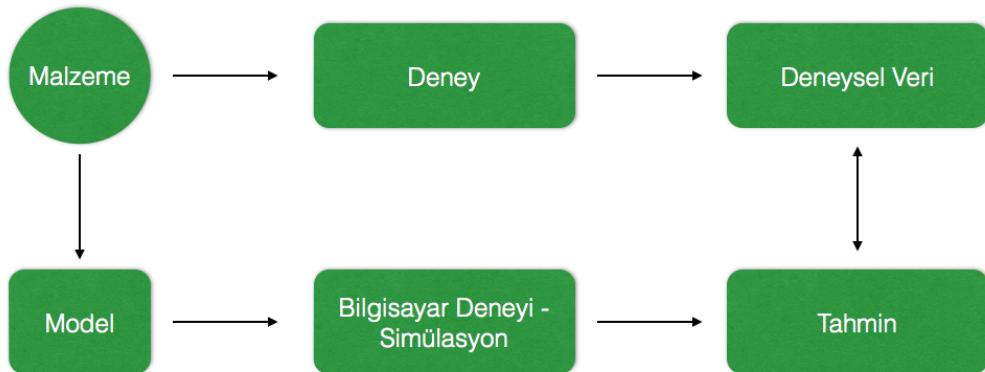 Malzeme
Deney
Deneysel Veri
Model
Bilgisayar Deneyi -
Simülasyon
Tahmin